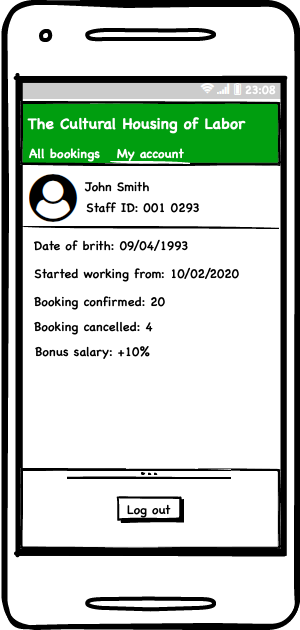 23:08
The Cultural Housing of Labor
All bookings My account
John Smith
Staff ID: 001 0293
Date of brith: 09/04/1993
Started working from: 10/02/2020
Booking confirmed: 20
Booking cancelled: 4
Bonus salary: +10%
Log out